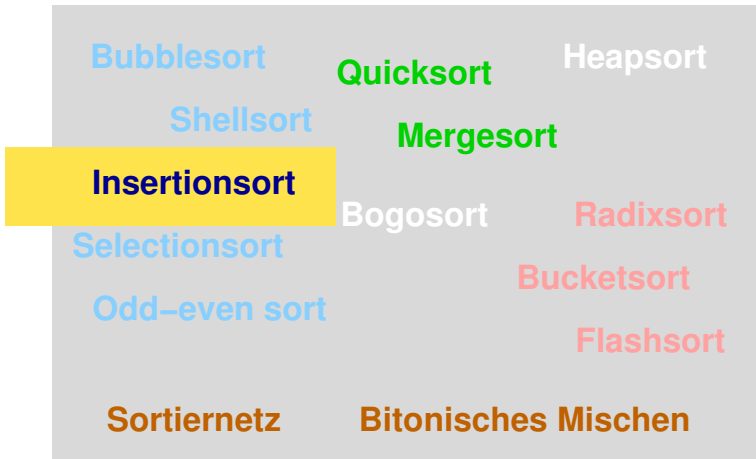 Bubblesort
Quicksort
Heapsort
Shellsort
Mergesort
Insertionsort
Bogosort
Radixsort
Selectionsort
Bucketsort
Odd–even sort
Flashsort
Sortiernetz
Bitonisches Mischen